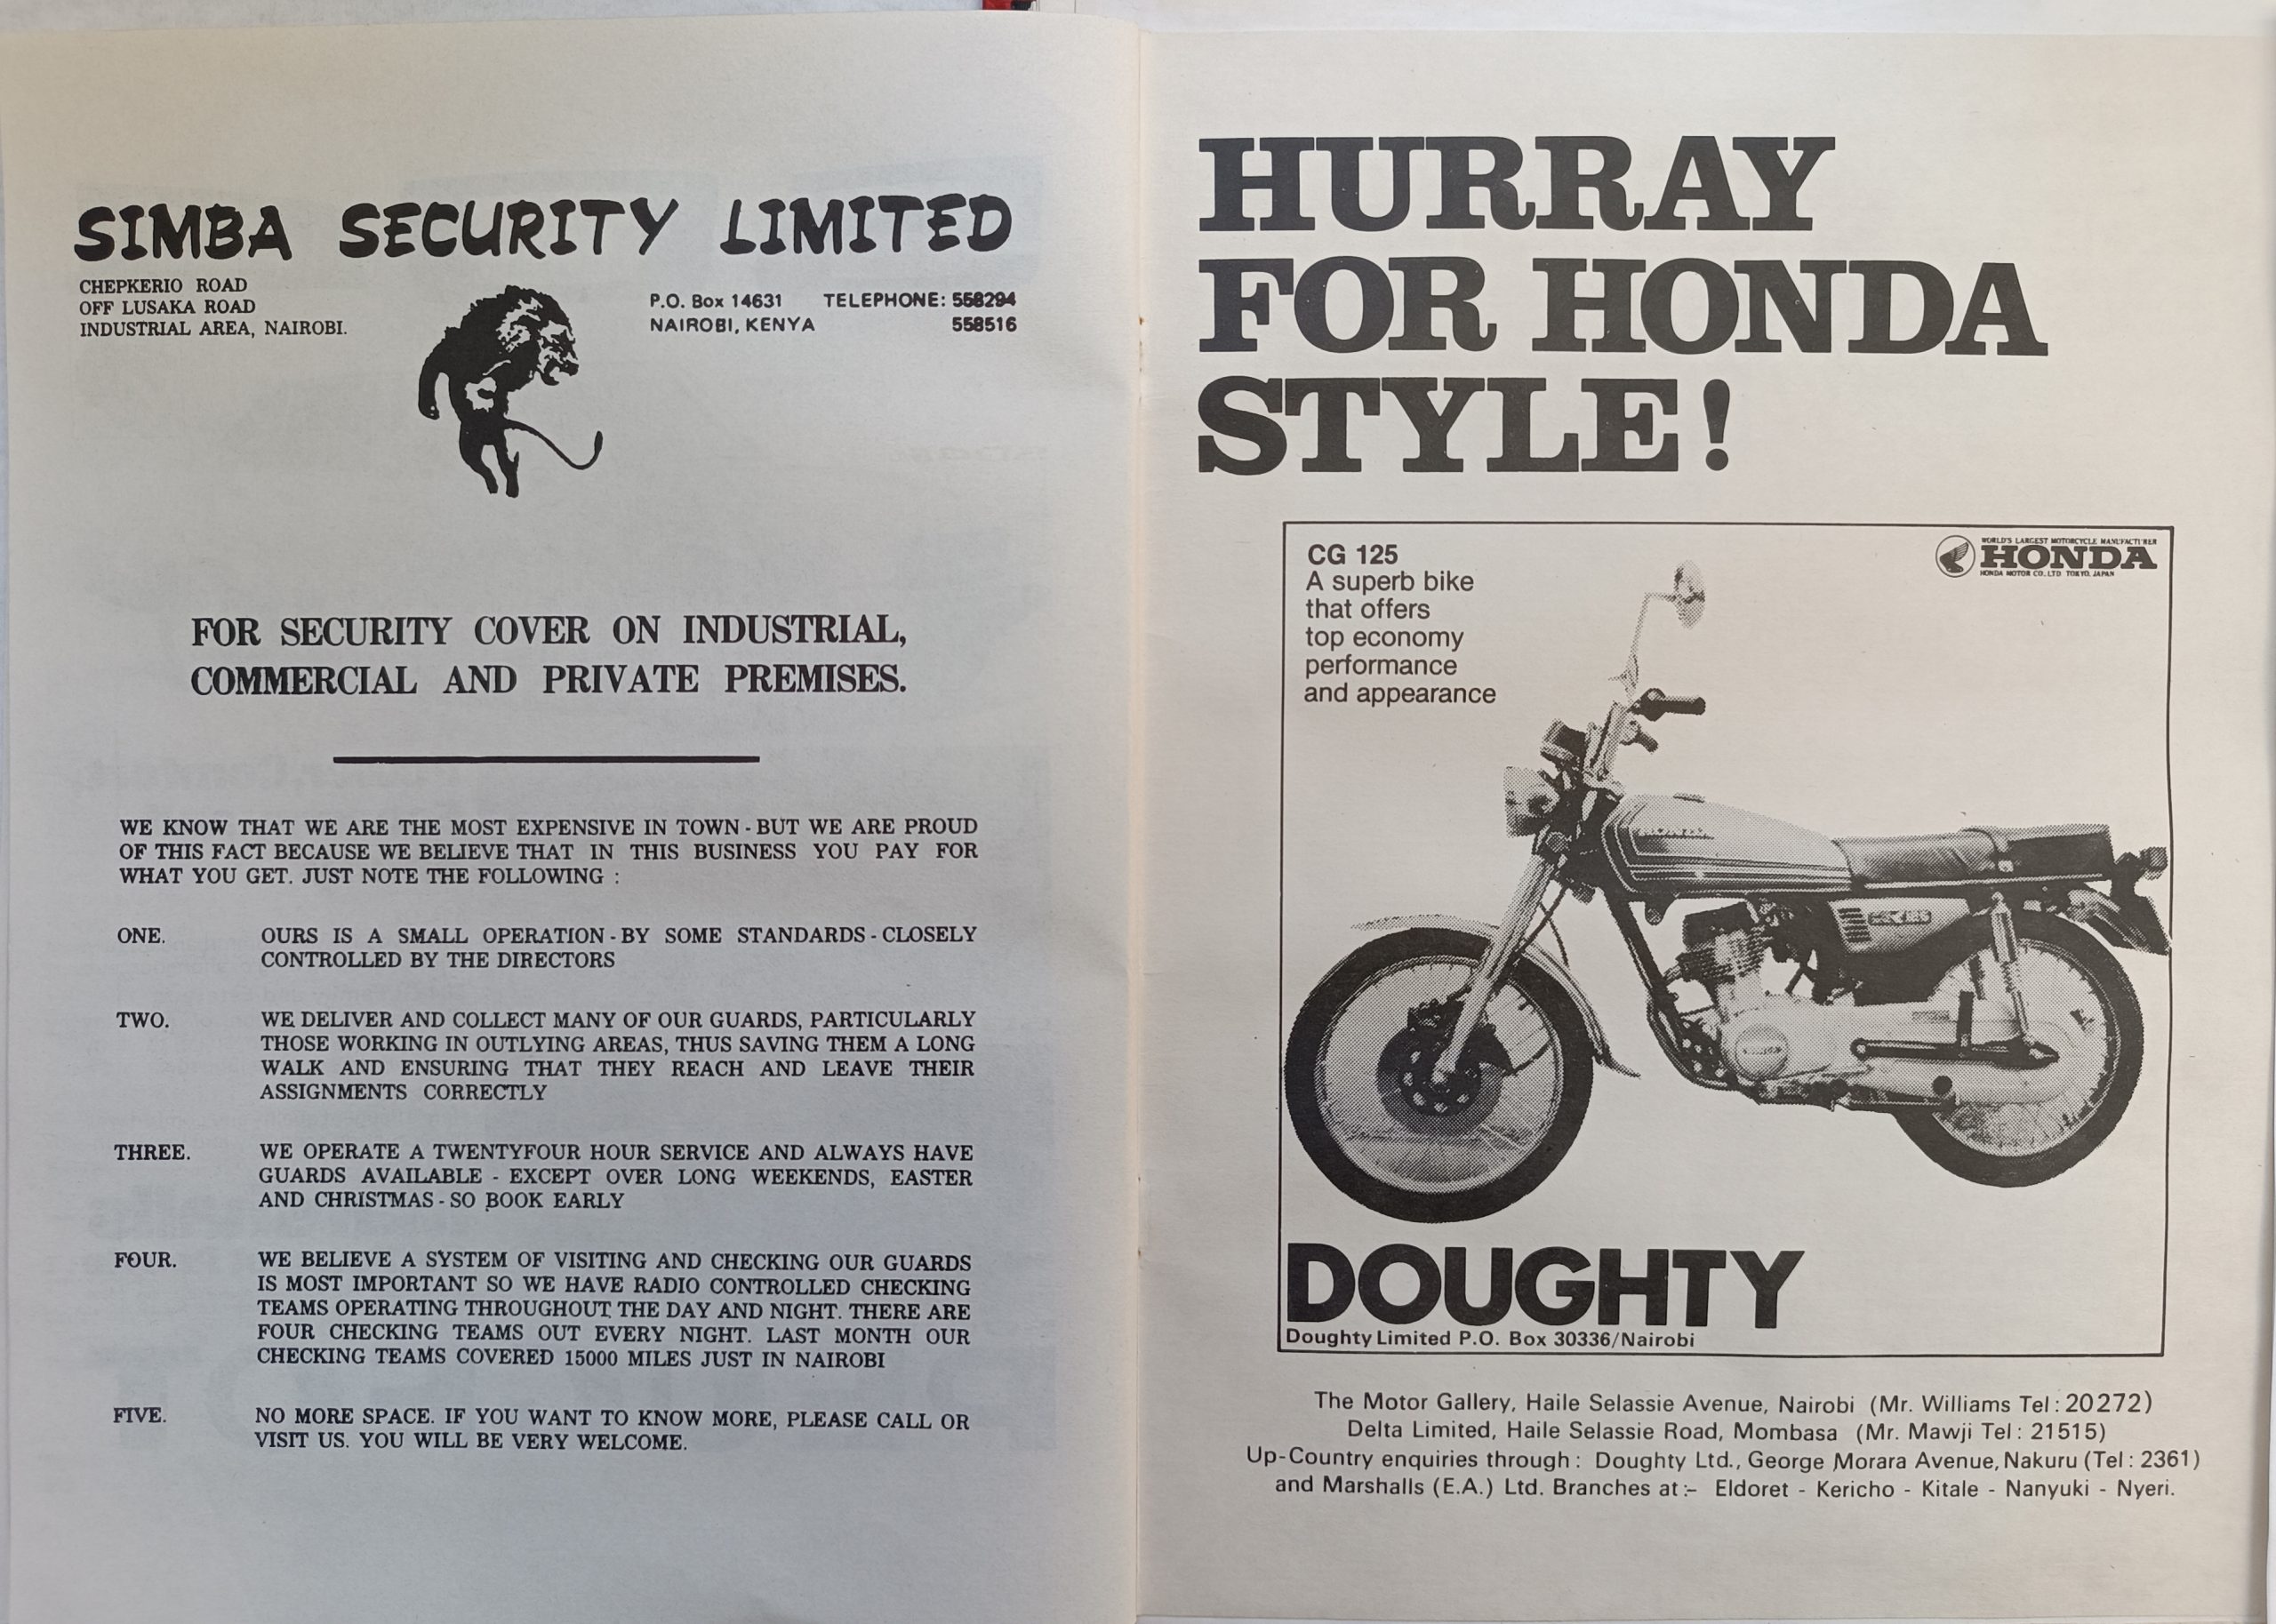 SIMBA SECURITY LIMITED
CHEPKERIO ROAD
OFF LUSAKA ROAD
INDUSTRIAL AREA, NAIROBI.
P.O. Box 14631 TELEPHONE: 558294
NAIROBI, KENYA 558516
FOR SECURITY COVER ON INDUSTRIAL,
COMMERCIAL AND PRIVATE PREMISES.
WE KNOW THAT WE ARE THE MOST EXPENSIVE IN TOWN - BUT WE ARE PROUD
OF THIS FACT BECAUSE WE BELIEVE THAT IN THIS BUSINESS YOU PAY FOR
WHAT YOU GET. JUST NOTE THE FOLLOWING :
ONE. OURS IS A SMALL OPERATION - BY SOME STANDARDS - CLOSELY
CONTROLLED BY THE DIRECTORS
TWO. WE DELIVER AND COLLECT MANY OF OUR GUARDS, PARTICULARLY
THOSE WORKING IN OUTLYING AREAS, THUS SAVING THEM A LONG
WALK AND ENSURING THAT THEY REACH AND LEAVE THEIR
ASSIGNMENTS CORRECTLY
THREE. WE OPERATE A TWENTYFOUR HOUR SERVICE AND ALWAYS HAVE
GUARDS AVAILABLE - EXCEPT OVER LONG WEEKENDS, EASTER
AND CHRISTMAS - SO BOOK EARLY
FOUR. WE BELIEVE A SYSTEM OF VISITING AND CHECKING OUR GUARDS
IS MOST IMPORTANT SO WE HAVE RADIO CONTROLLED CHECKING
TEAMS OPERATING THROUGHOUT THE DAY AND NIGHT. THERE ARE
FOUR CHECKING TEAMS OUT EVERY NIGHT. LAST MONTH OUR
CHECKING TEAMS COVERED 15000 MILES JUST IN NAIROBI
FIVE. NO MORE SPACE. IF YOU WANT TO KNOW MORE, PLEASE CALL OR
VISIT US. YOU WILL BE VERY WELCOME.
HURRAY
FOR HONDA
STYLE!
CG 125
A superb bike
that offers
top economy
performance
and appearance
WORLD'S LARGEST MOTORCYCLE MANUFACTURER
HONDA
HONDA MOTOR CO., LTD TOKYO, JAPAN
DOUGHTY
Doughty Limited P.O. Box 30336/Nairobi
The Motor Gallery, Haile Selassie Avenue, Nairobi (Mr. Williams Tel : 20272)
Delta Limited, Haile Selassie Road, Mombasa (Mr. Mawji Tel : 21515)
Up-Country enquiries through : Doughty Ltd., George Morara Avenue, Nakuru (Tel : 2361)
and Marshalls (E.A.) Ltd. Branches at :- Eldoret - Kericho - Kitale - Nanyuki - Nyeri.